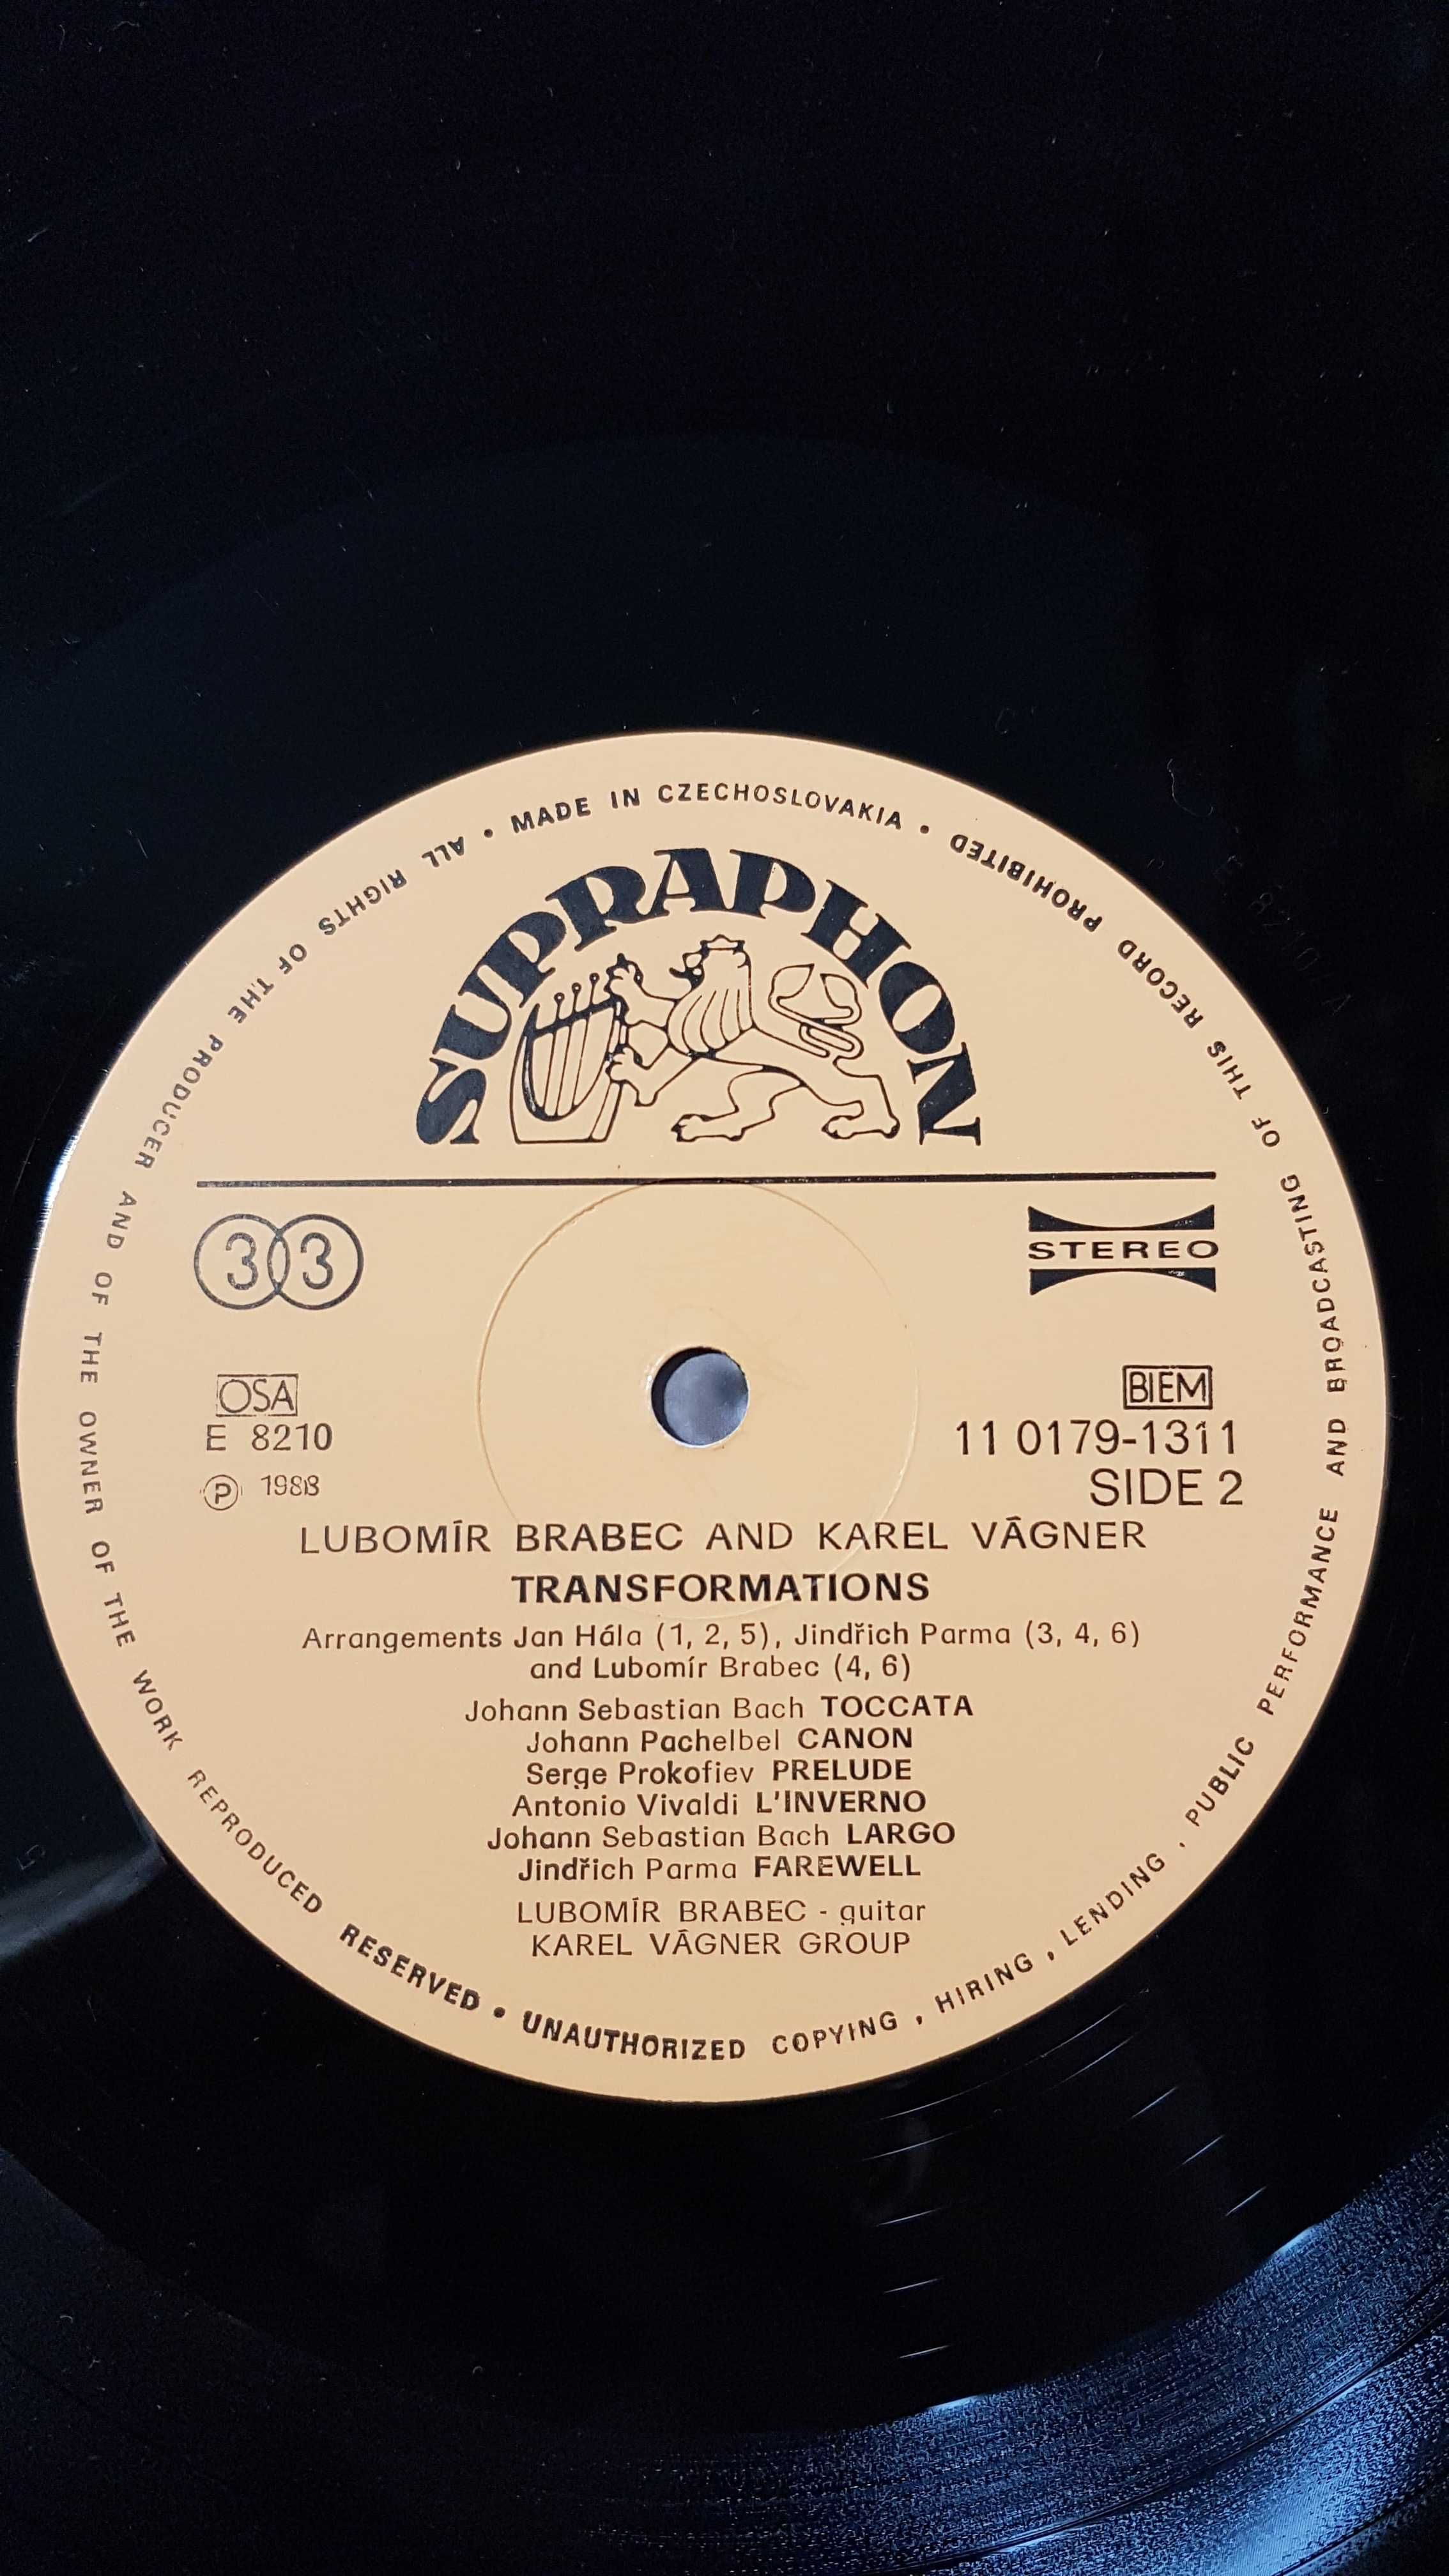 MADE IN CZECHOSLOVAKIA •
ALL RIGHTS OF THE PRODUCER AND OF THE OWNER OF THE WORK REPRODUCED RESERVED • UNAUTHORIZED COPYING , HIRING , LENDING , PUBLIC PERFORMANCE AND BROADCASTING OF THIS RECORD PROHIBITED •
SUPRAPHON
33
STEREO
OSA
BIEM
E 8210
11 0179-1311
Ⓟ 1988
SIDE 2
LUBOMÍR BRABEC AND KAREL VÁGNER
TRANSFORMATIONS
Arrangements Jan Hála (1, 2, 5), Jindřich Parma (3, 4, 6)
and Lubomír Brabec (4, 6)
Johann Sebastian Bach TOCCATA
Johann Pachelbel CANON
Serge Prokofiev PRELUDE
Antonio Vivaldi L'INVERNO
Johann Sebastian Bach LARGO
Jindřich Parma FAREWELL
LUBOMÍR BRABEC - guitar
KAREL VÁGNER GROUP